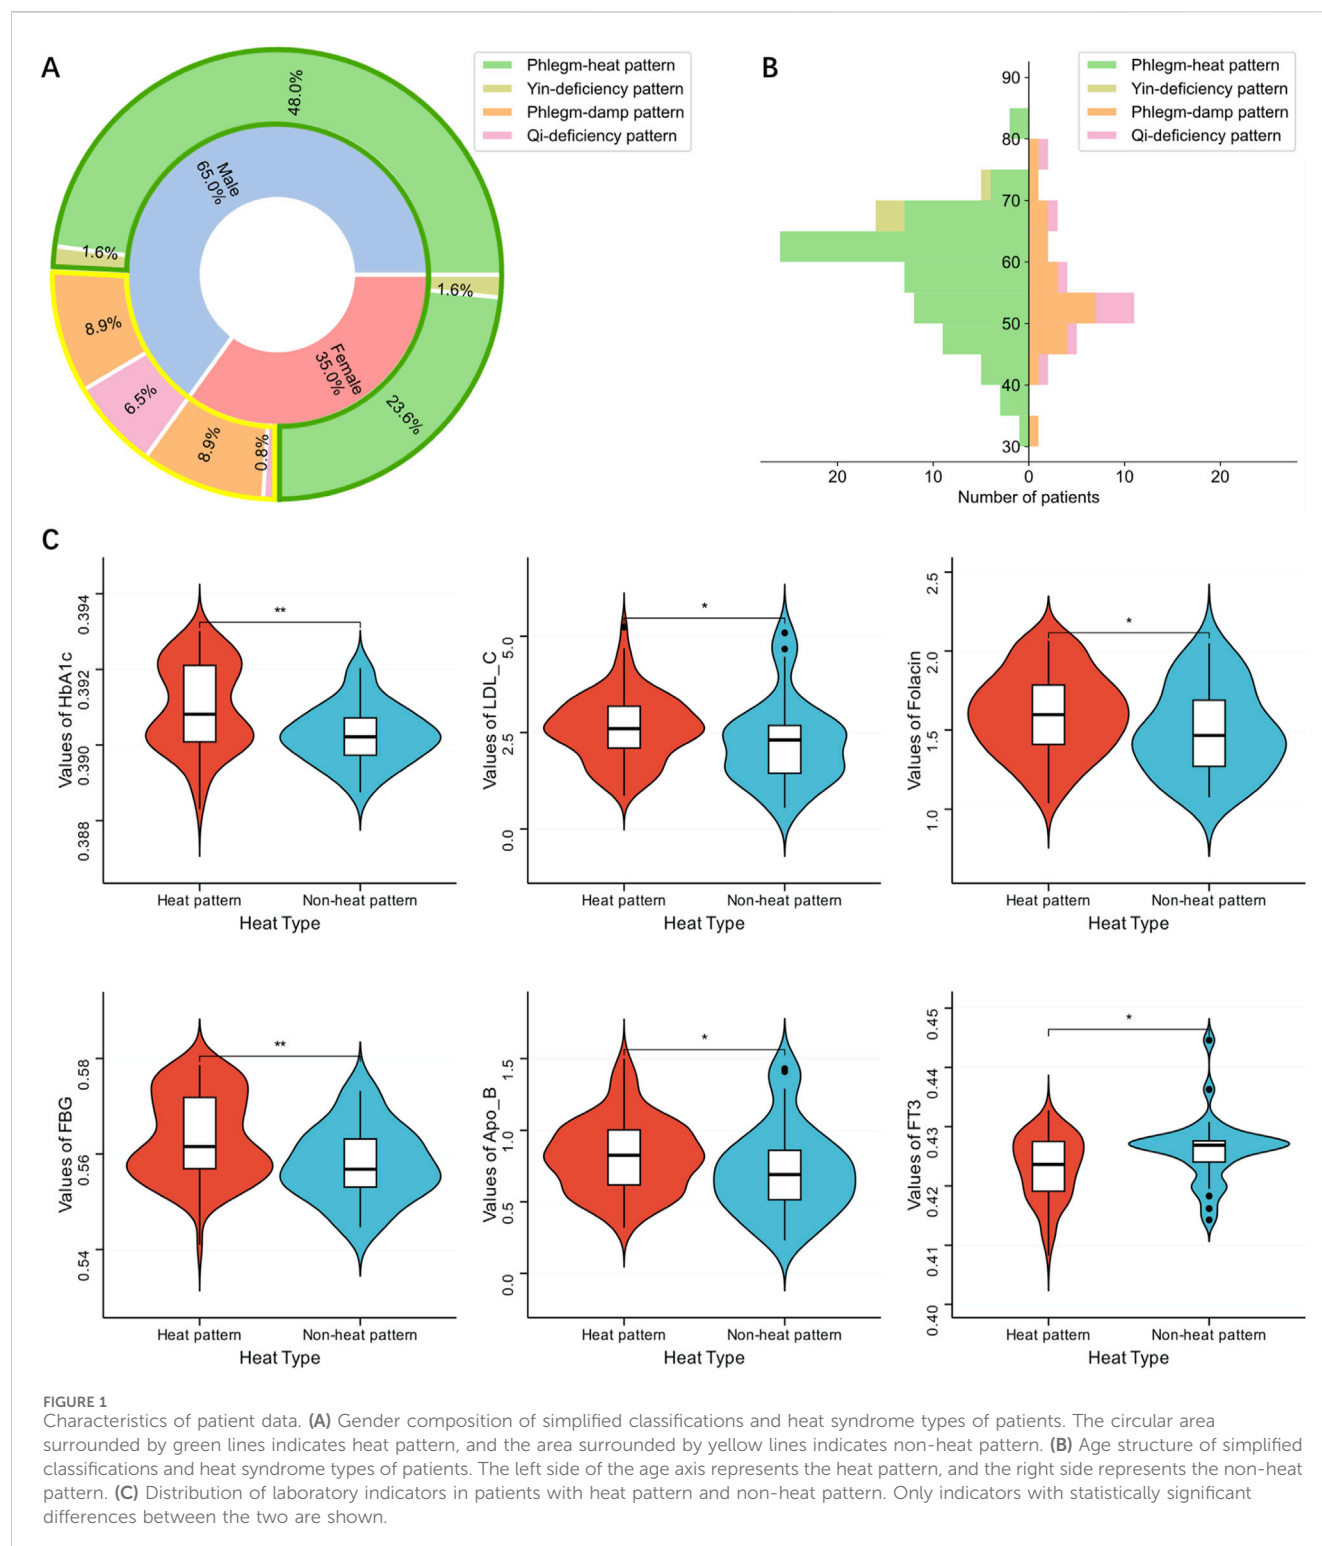 A
Phlegm-heat pattern
Yin-deficiency pattern
Phlegm-damp pattern
Qi-deficiency pattern
48.0%
Male
65.0%
1.6%
8.9%
6.5%
8.9%
0.8%
Female
35.0%
23.6%
1.6%
B
Phlegm-heat pattern
Yin-deficiency pattern
Phlegm-damp pattern
Qi-deficiency pattern
90
80
70
60
50
40
30
20
10
0
10
20
Number of patients
C
Values of HbA1c
0.394
0.392
0.390
0.388
**
Heat pattern
Non-heat pattern
Heat Type
Values of LDL_C
5.0
2.5
0.0
*
Heat pattern
Non-heat pattern
Heat Type
Values of Folacin
2.5
2.0
1.5
1.0
*
Heat pattern
Non-heat pattern
Heat Type
Values of FBG
0.58
0.56
0.54
**
Heat pattern
Non-heat pattern
Heat Type
Values of Apo_B
1.5
1.0
0.5
0.0
*
Heat pattern
Non-heat pattern
Heat Type
Values of FT3
0.45
0.44
0.43
0.42
0.41
0.40
*
Heat pattern
Non-heat pattern
Heat Type
FIGURE 1
Characteristics of patient data. (A) Gender composition of simplified classifications and heat syndrome types of patients. The circular area
surrounded by green lines indicates heat pattern, and the area surrounded by yellow lines indicates non-heat pattern. (B) Age structure of simplified
classifications and heat syndrome types of patients. The left side of the age axis represents the heat pattern, and the right side represents the non-heat
pattern. (C) Distribution of laboratory indicators in patients with heat pattern and non-heat pattern. Only indicators with statistically significant
differences between the two are shown.